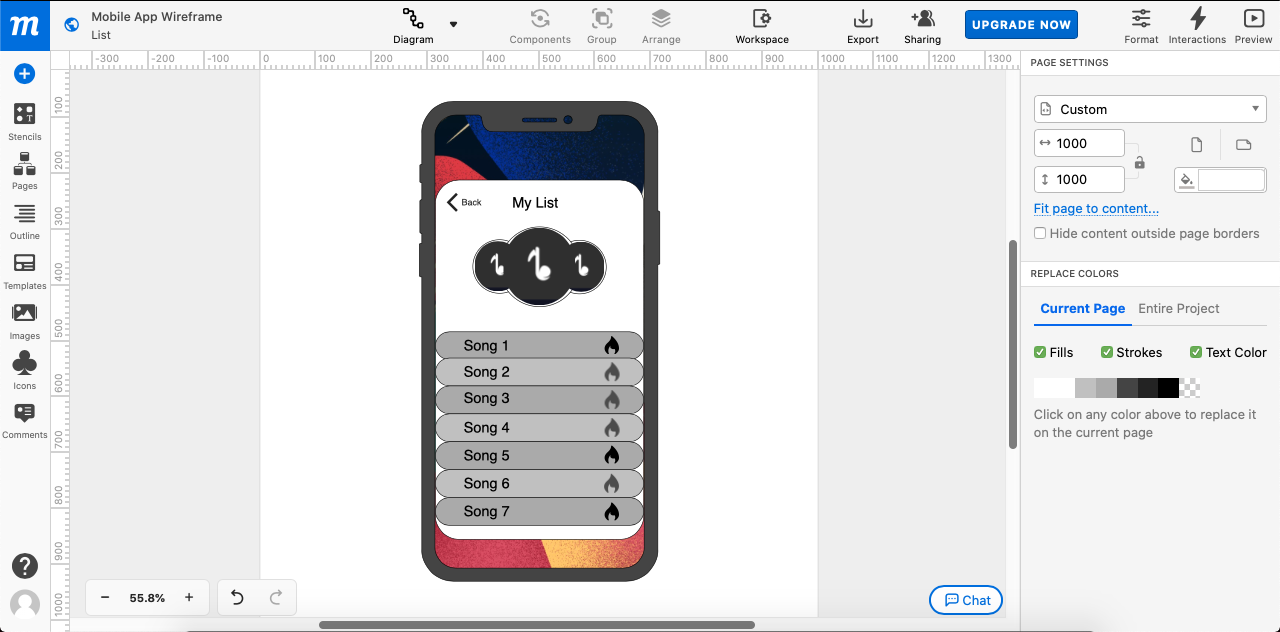 m
Mobile App Wireframe
List
Diagram
Components
Group
Arrange
Workspace
Export
Sharing
UPGRADE NOW
Format
Interactions
Preview
-300 -200 -100 0 100 200 300 400 500 600 700 800 900 1000 1100 1200 1300
PAGE SETTINGS
Custom
1000
1000
Fit page to content...
Hide content outside page borders
REPLACE COLORS
Current Page Entire Project
Fills Strokes Text Color
Click on any color above to replace it
on the current page
Stencils
Pages
Outline
Templates
Images
Icons
Comments
100
200
300
400
500
600
700
800
900
1000
Back
My List
Song 1
Song 2
Song 3
Song 4
Song 5
Song 6
Song 7
?
− 55.8% +
Chat